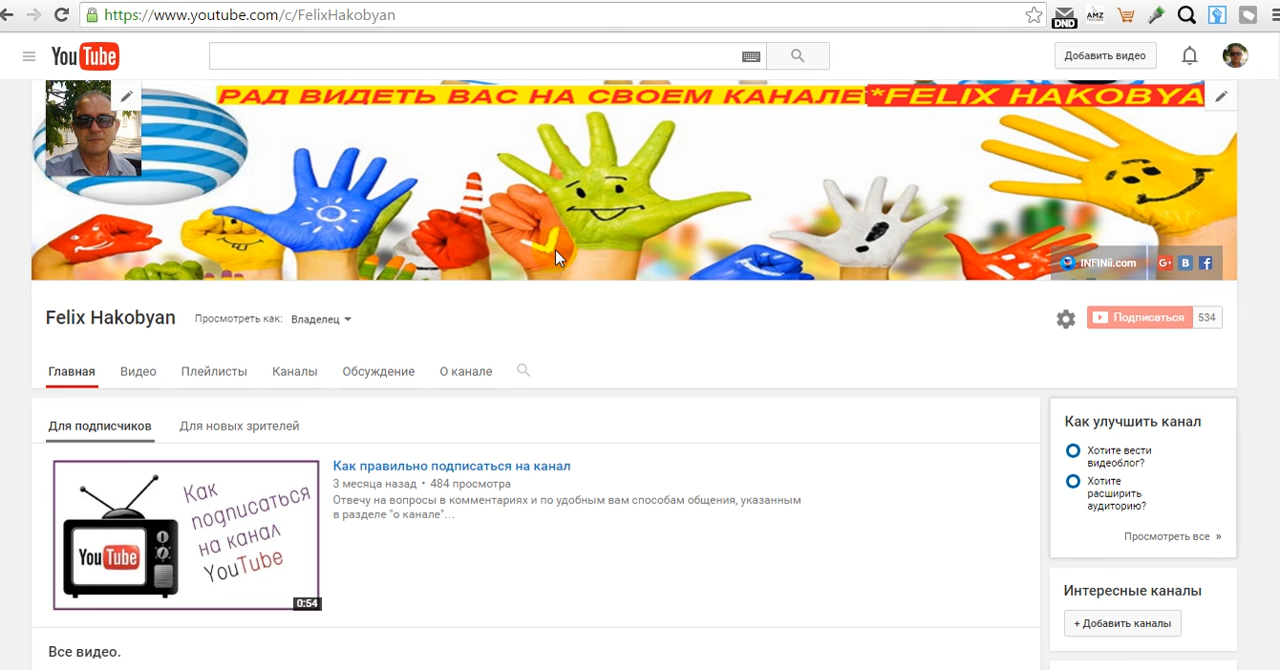 https://www.youtube.com/c/FelixHakobyan
DND
AMZ
YouTube
Добавить видео
РАД ВИДЕТЬ ВАС НА СВОЕМ КАНАЛЕ *FELIX HAKOBYA
INFINii.com
G+
B
f
Felix Hakobyan
Просмотреть как: Владелец
Подписаться 534
Главная Видео Плейлисты Каналы Обсуждение О канале
Для подписчиков Для новых зрителей
Как подписаться на канал YouTube
YouTube
0:54
Как правильно подписаться на канал
3 месяца назад • 484 просмотра
Отвечу на вопросы в комментариях и по удобным вам способам общения, указанным
в разделе "о канале"...
Все видео.
Как улучшить канал
Хотите вести
видеоблог?
Хотите
расширить
аудиторию?
Просмотреть все »
Интересные каналы
+ Добавить каналы